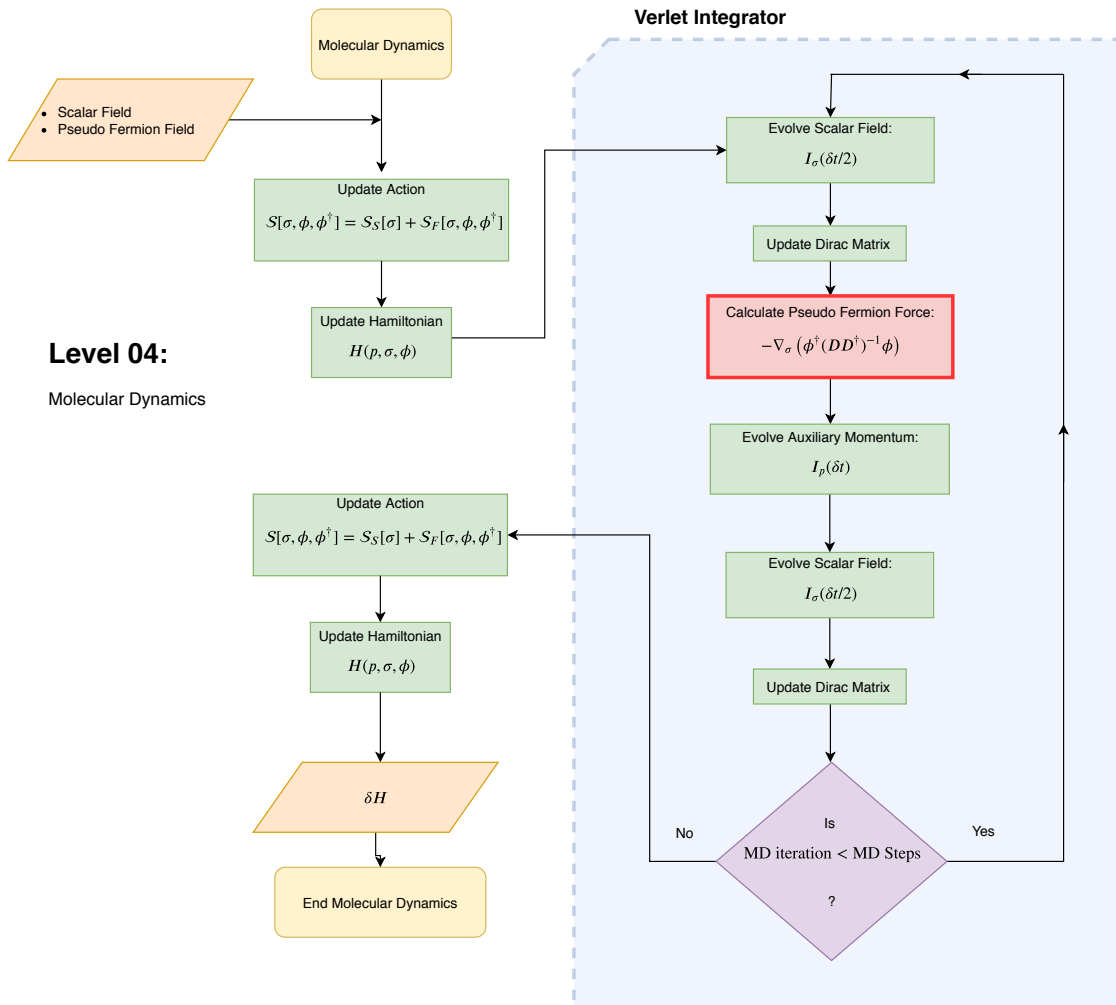 Verlet Integrator
Molecular Dynamics
• Scalar Field
• Pseudo Fermion Field
Update Action
S[σ, ϕ, ϕ†] = S_S[σ] + S_F[σ, ϕ, ϕ†]
Update Hamiltonian
H(p, σ, ϕ)
Level 04:
Molecular Dynamics
Evolve Scalar Field:
I_σ(δt/2)
Update Dirac Matrix
Calculate Pseudo Fermion Force:
−∇_σ (ϕ†(DD†)⁻¹ϕ)
Evolve Auxiliary Momentum:
I_p(δt)
Evolve Scalar Field:
I_σ(δt/2)
Update Dirac Matrix
Is
MD iteration < MD Steps
?
No
Yes
Update Action
S[σ, ϕ, ϕ†] = S_S[σ] + S_F[σ, ϕ, ϕ†]
Update Hamiltonian
H(p, σ, ϕ)
δH
End Molecular Dynamics